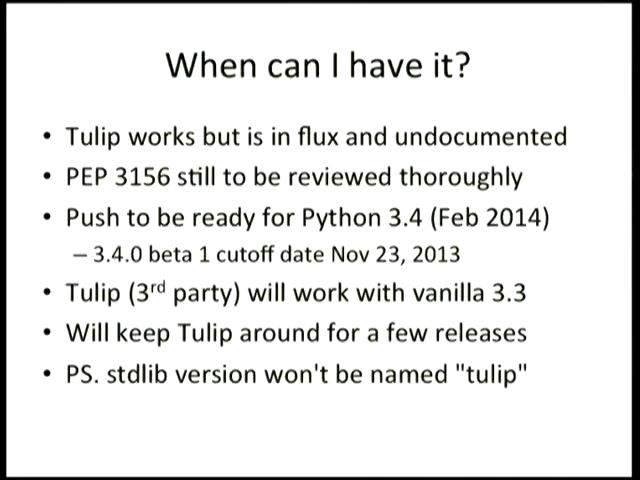 When can I have it?
• Tulip works but is in flux and undocumented
• PEP 3156 still to be reviewed thoroughly
• Push to be ready for Python 3.4 (Feb 2014)
– 3.4.0 beta 1 cutoff date Nov 23, 2013
• Tulip (3rd party) will work with vanilla 3.3
• Will keep Tulip around for a few releases
• PS. stdlib version won't be named "tulip"